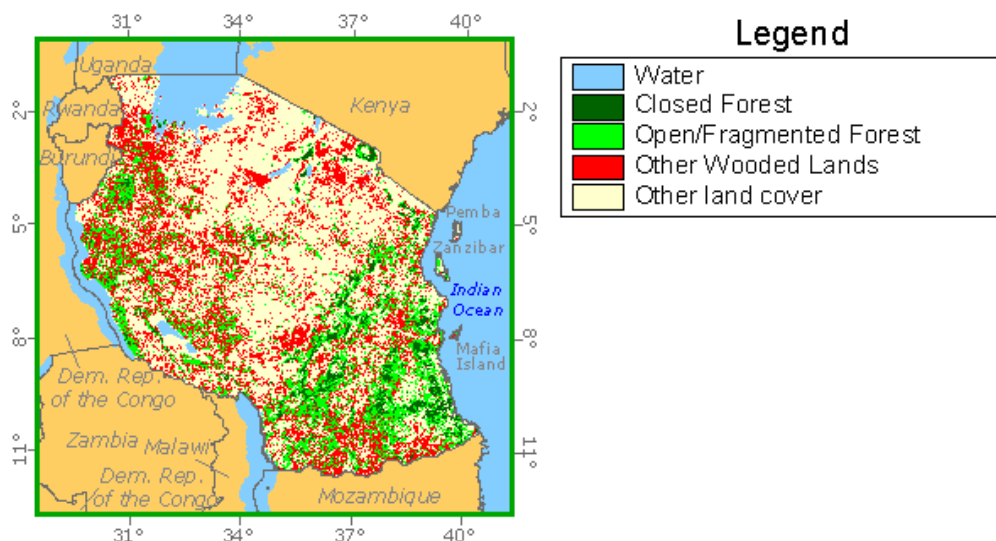 31° 34° 37° 40°
Uganda
Rwanda
Burundi
Kenya
2° 2°
5° 5°
8° 8°
11° 11°
Pemba
Zanzibar
Indian
Ocean
Mafia
Island
Dem. Rep.
of the Congo
Zambia
Malawi
Dem. Rep.
of the Congo
Mozambique
31° 34° 37° 40°
Legend
Water
Closed Forest
Open/Fragmented Forest
Other Wooded Lands
Other land cover